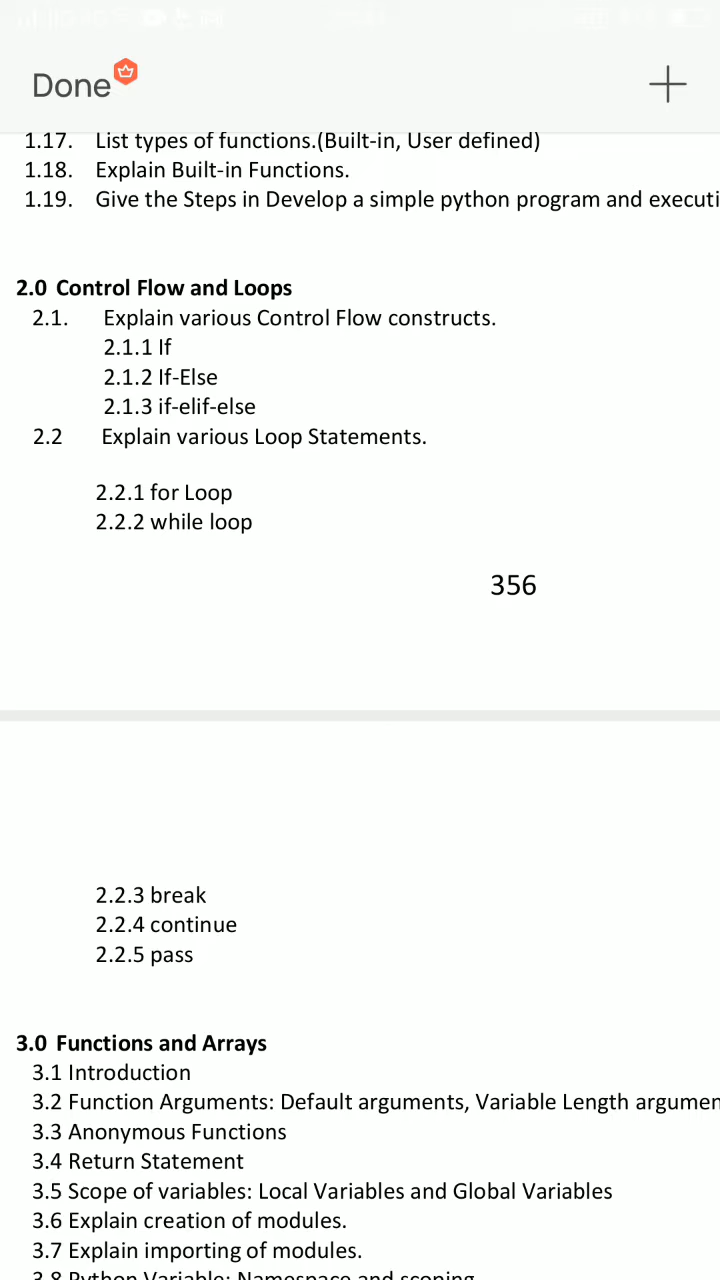 Done
1.17. List types of functions.(Built-in, User defined)
1.18. Explain Built-in Functions.
1.19. Give the Steps in Develop a simple python program and executi
2.0 Control Flow and Loops
2.1. Explain various Control Flow constructs.
2.1.1 If
2.1.2 If-Else
2.1.3 if-elif-else
2.2 Explain various Loop Statements.
2.2.1 for Loop
2.2.2 while loop
356
2.2.3 break
2.2.4 continue
2.2.5 pass
3.0 Functions and Arrays
3.1 Introduction
3.2 Function Arguments: Default arguments, Variable Length argumen
3.3 Anonymous Functions
3.4 Return Statement
3.5 Scope of variables: Local Variables and Global Variables
3.6 Explain creation of modules.
3.7 Explain importing of modules.
3.8 Python Variable: Namespace and scoping